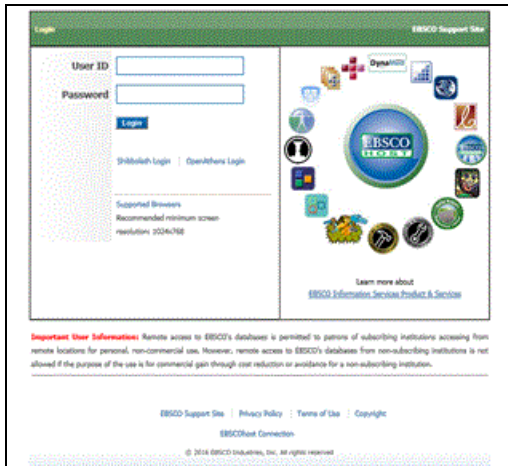 Login
EBSCO Support Site
User ID
Password
Login
Shibboleth Login | OpenAthens Login
Supported Browsers
Recommended minimum screen
resolution: 1024x768
DynaMED
EBSCO
HOST
Learn more about
EBSCO Information Services Product & Services
Important User Information: Remote access to EBSCO's databases is permitted to patrons of subscribing institutions accessing from
remote locations for personal, non-commercial use. However, remote access to EBSCO's databases from non-subscribing institutions is not
allowed if the purpose of the use is for commercial gain through cost reduction or avoidance for a non-subscribing institution.
EBSCO Support Site | Privacy Policy | Terms of Use | Copyright
EBSCOhost Connection
© 2016 EBSCO Industries, Inc. All rights reserved